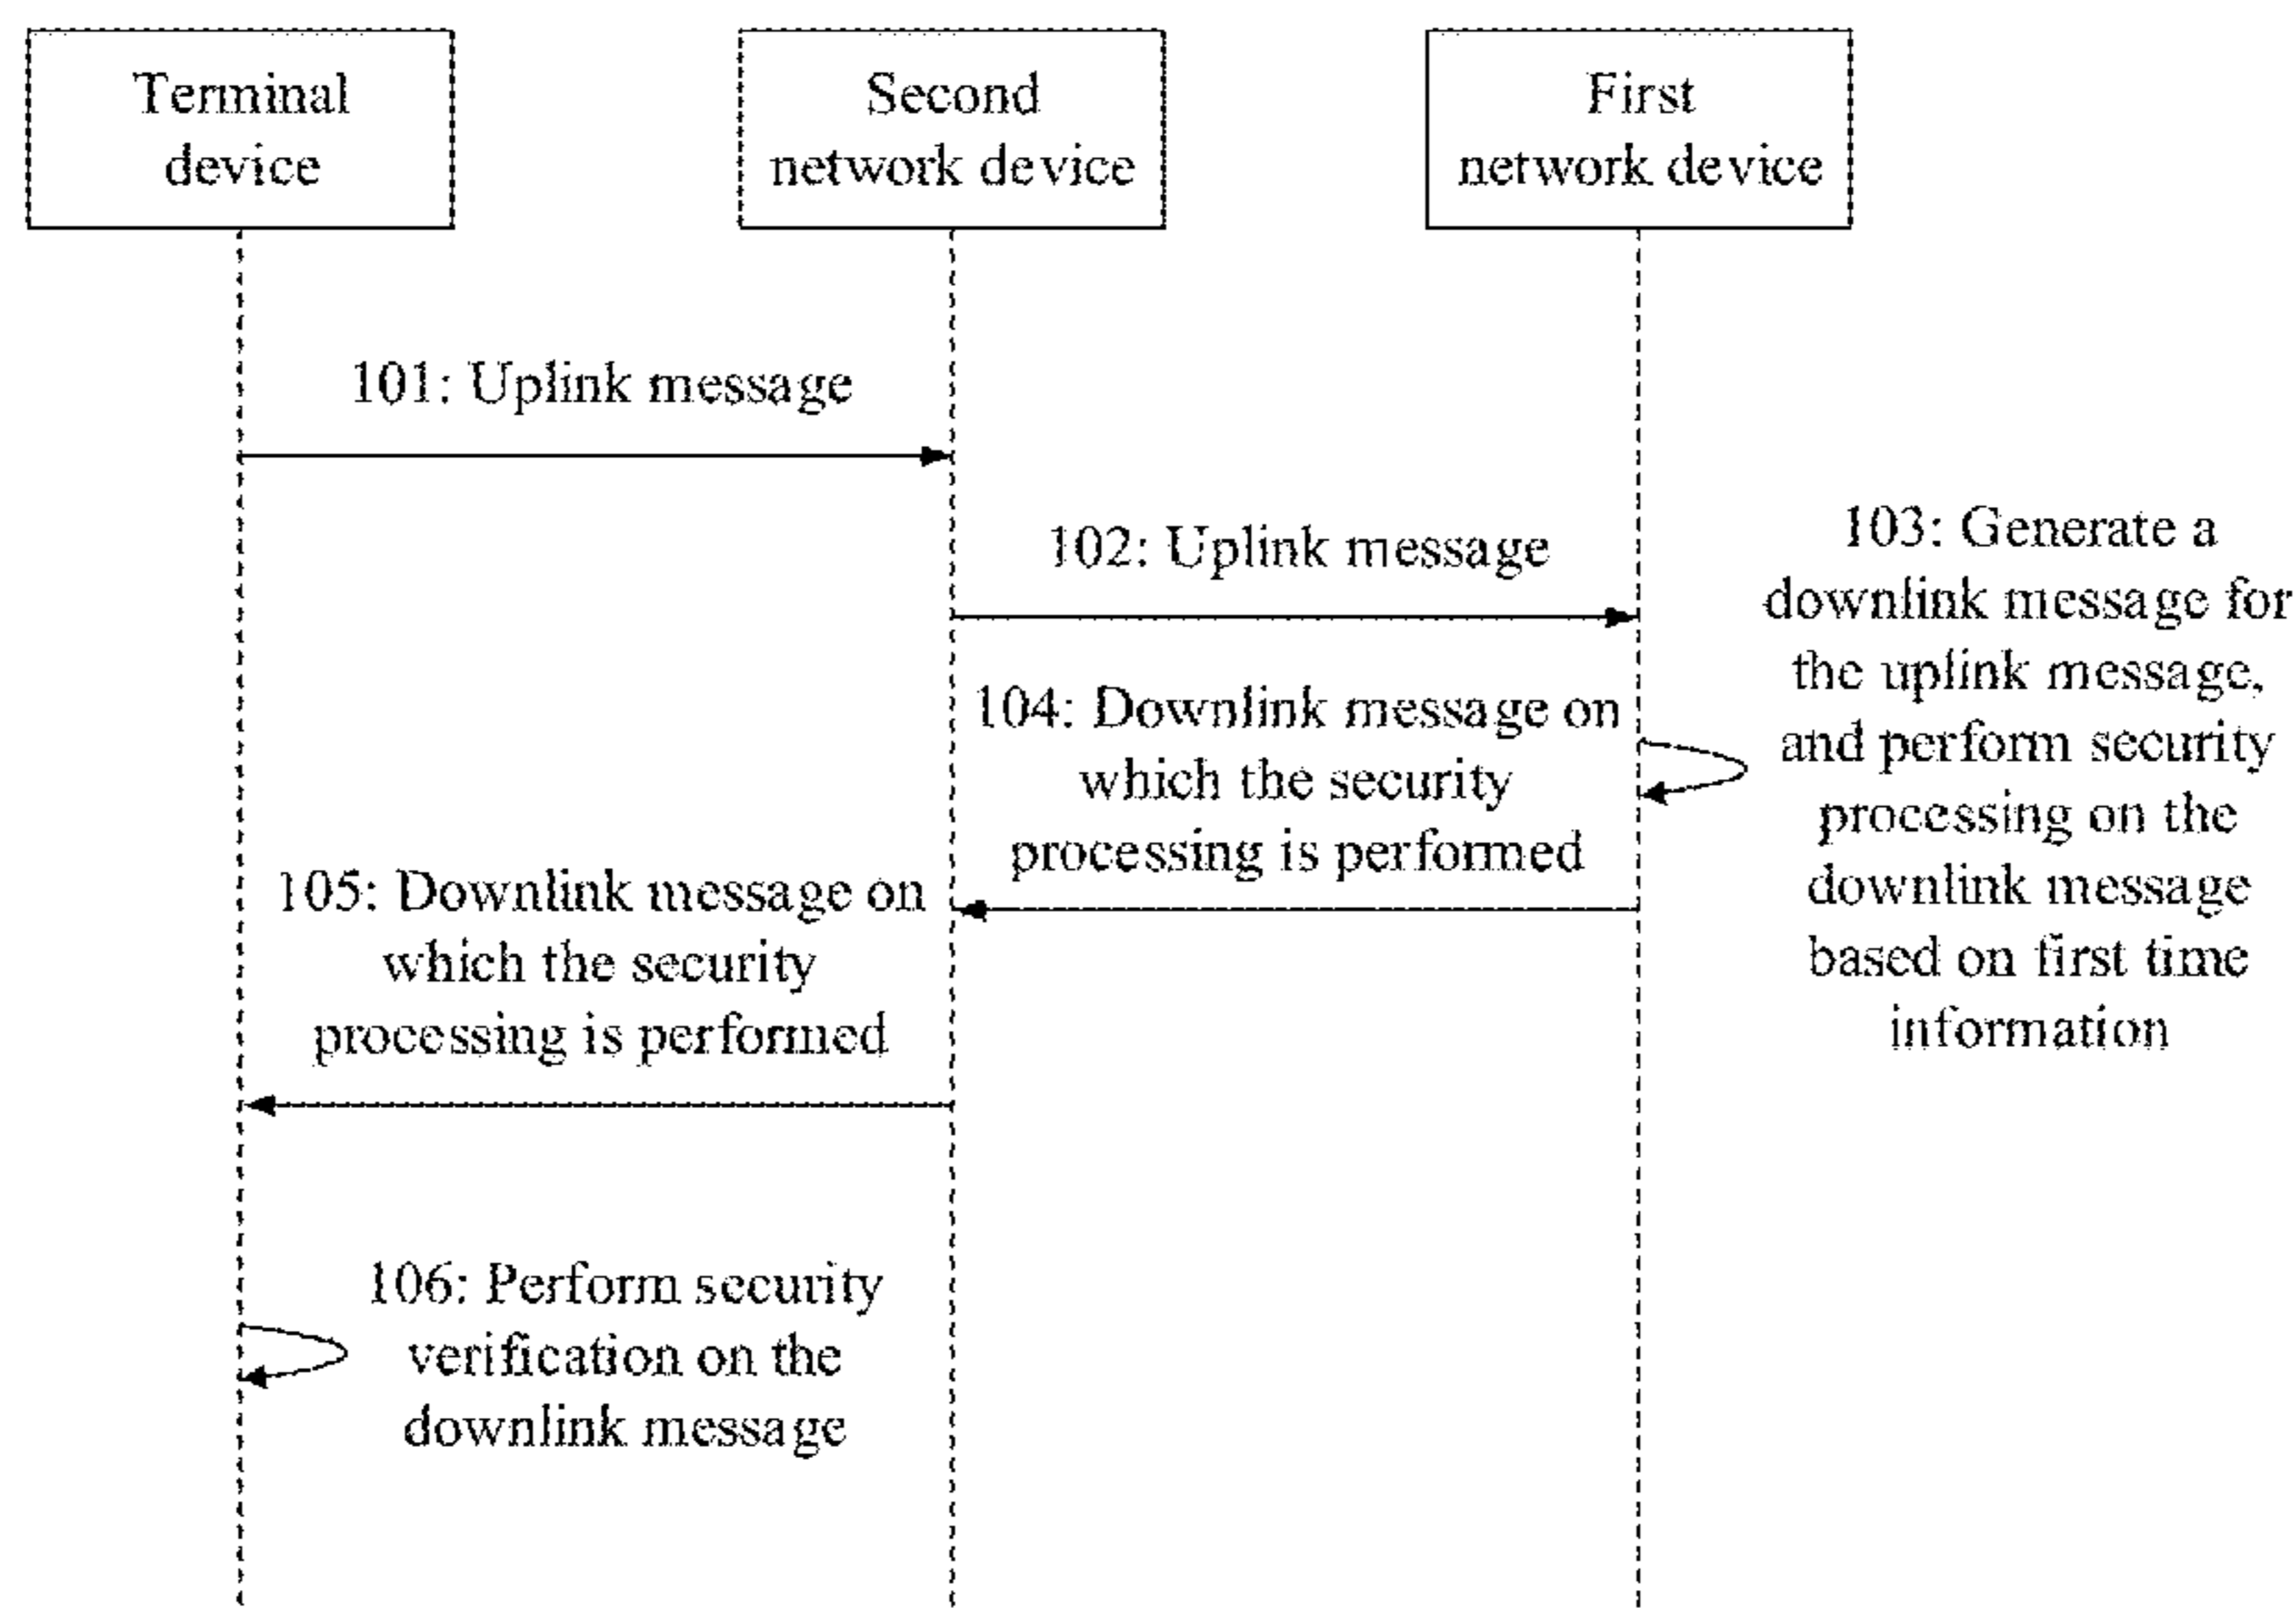 Terminal
device
Second
network device
First
network device
101: Uplink message
102: Uplink message
103: Generate a
downlink message for
the uplink message,
and perform security
processing on the
downlink message
based on first time
information
104: Downlink message on
which the security
processing is performed
105: Downlink message on
which the security
processing is performed
106: Perform security
verification on the
downlink message